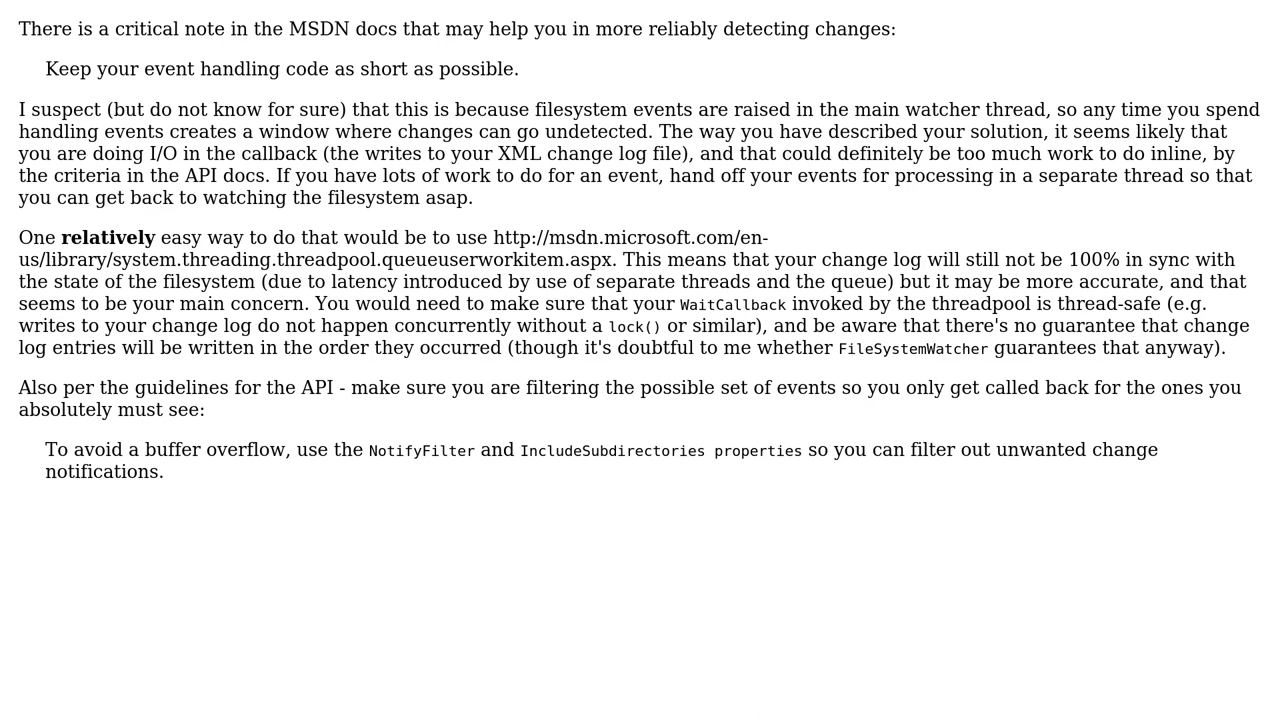 There is a critical note in the MSDN docs that may help you in more reliably detecting changes:
Keep your event handling code as short as possible.
I suspect (but do not know for sure) that this is because filesystem events are raised in the main watcher thread, so any time you spend
handling events creates a window where changes can go undetected. The way you have described your solution, it seems likely that
you are doing I/O in the callback (the writes to your XML change log file), and that could definitely be too much work to do inline, by
the criteria in the API docs. If you have lots of work to do for an event, hand off your events for processing in a separate thread so that
you can get back to watching the filesystem asap.
One relatively easy way to do that would be to use http://msdn.microsoft.com/en-
us/library/system.threading.threadpool.queueuserworkitem.aspx. This means that your change log will still not be 100% in sync with
the state of the filesystem (due to latency introduced by use of separate threads and the queue) but it may be more accurate, and that
seems to be your main concern. You would need to make sure that your WaitCallback invoked by the threadpool is thread-safe (e.g.
writes to your change log do not happen concurrently without a lock() or similar), and be aware that there's no guarantee that change
log entries will be written in the order they occurred (though it's doubtful to me whether FileSystemWatcher guarantees that anyway).
Also per the guidelines for the API - make sure you are filtering the possible set of events so you only get called back for the ones you
absolutely must see:
To avoid a buffer overflow, use the NotifyFilter and IncludeSubdirectories properties so you can filter out unwanted change
notifications.